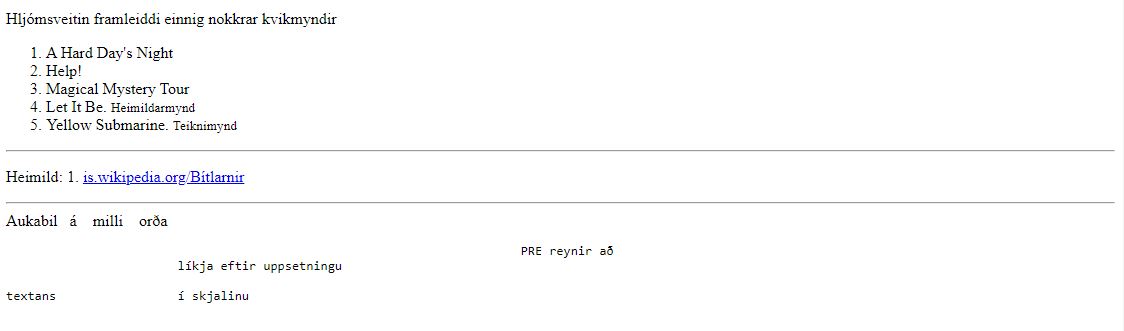 Hljómsveitin framleiddi einnig nokkrar kvikmyndir
1. A Hard Day's Night
2. Help!
3. Magical Mystery Tour
4. Let It Be. Heimildarmynd
5. Yellow Submarine. Teiknimynd
Heimild: 1. is.wikipedia.org/Bítlarnir
Aukabil á milli orða
PRE reynir að
líkja eftir uppsetningu
textans í skjalinu